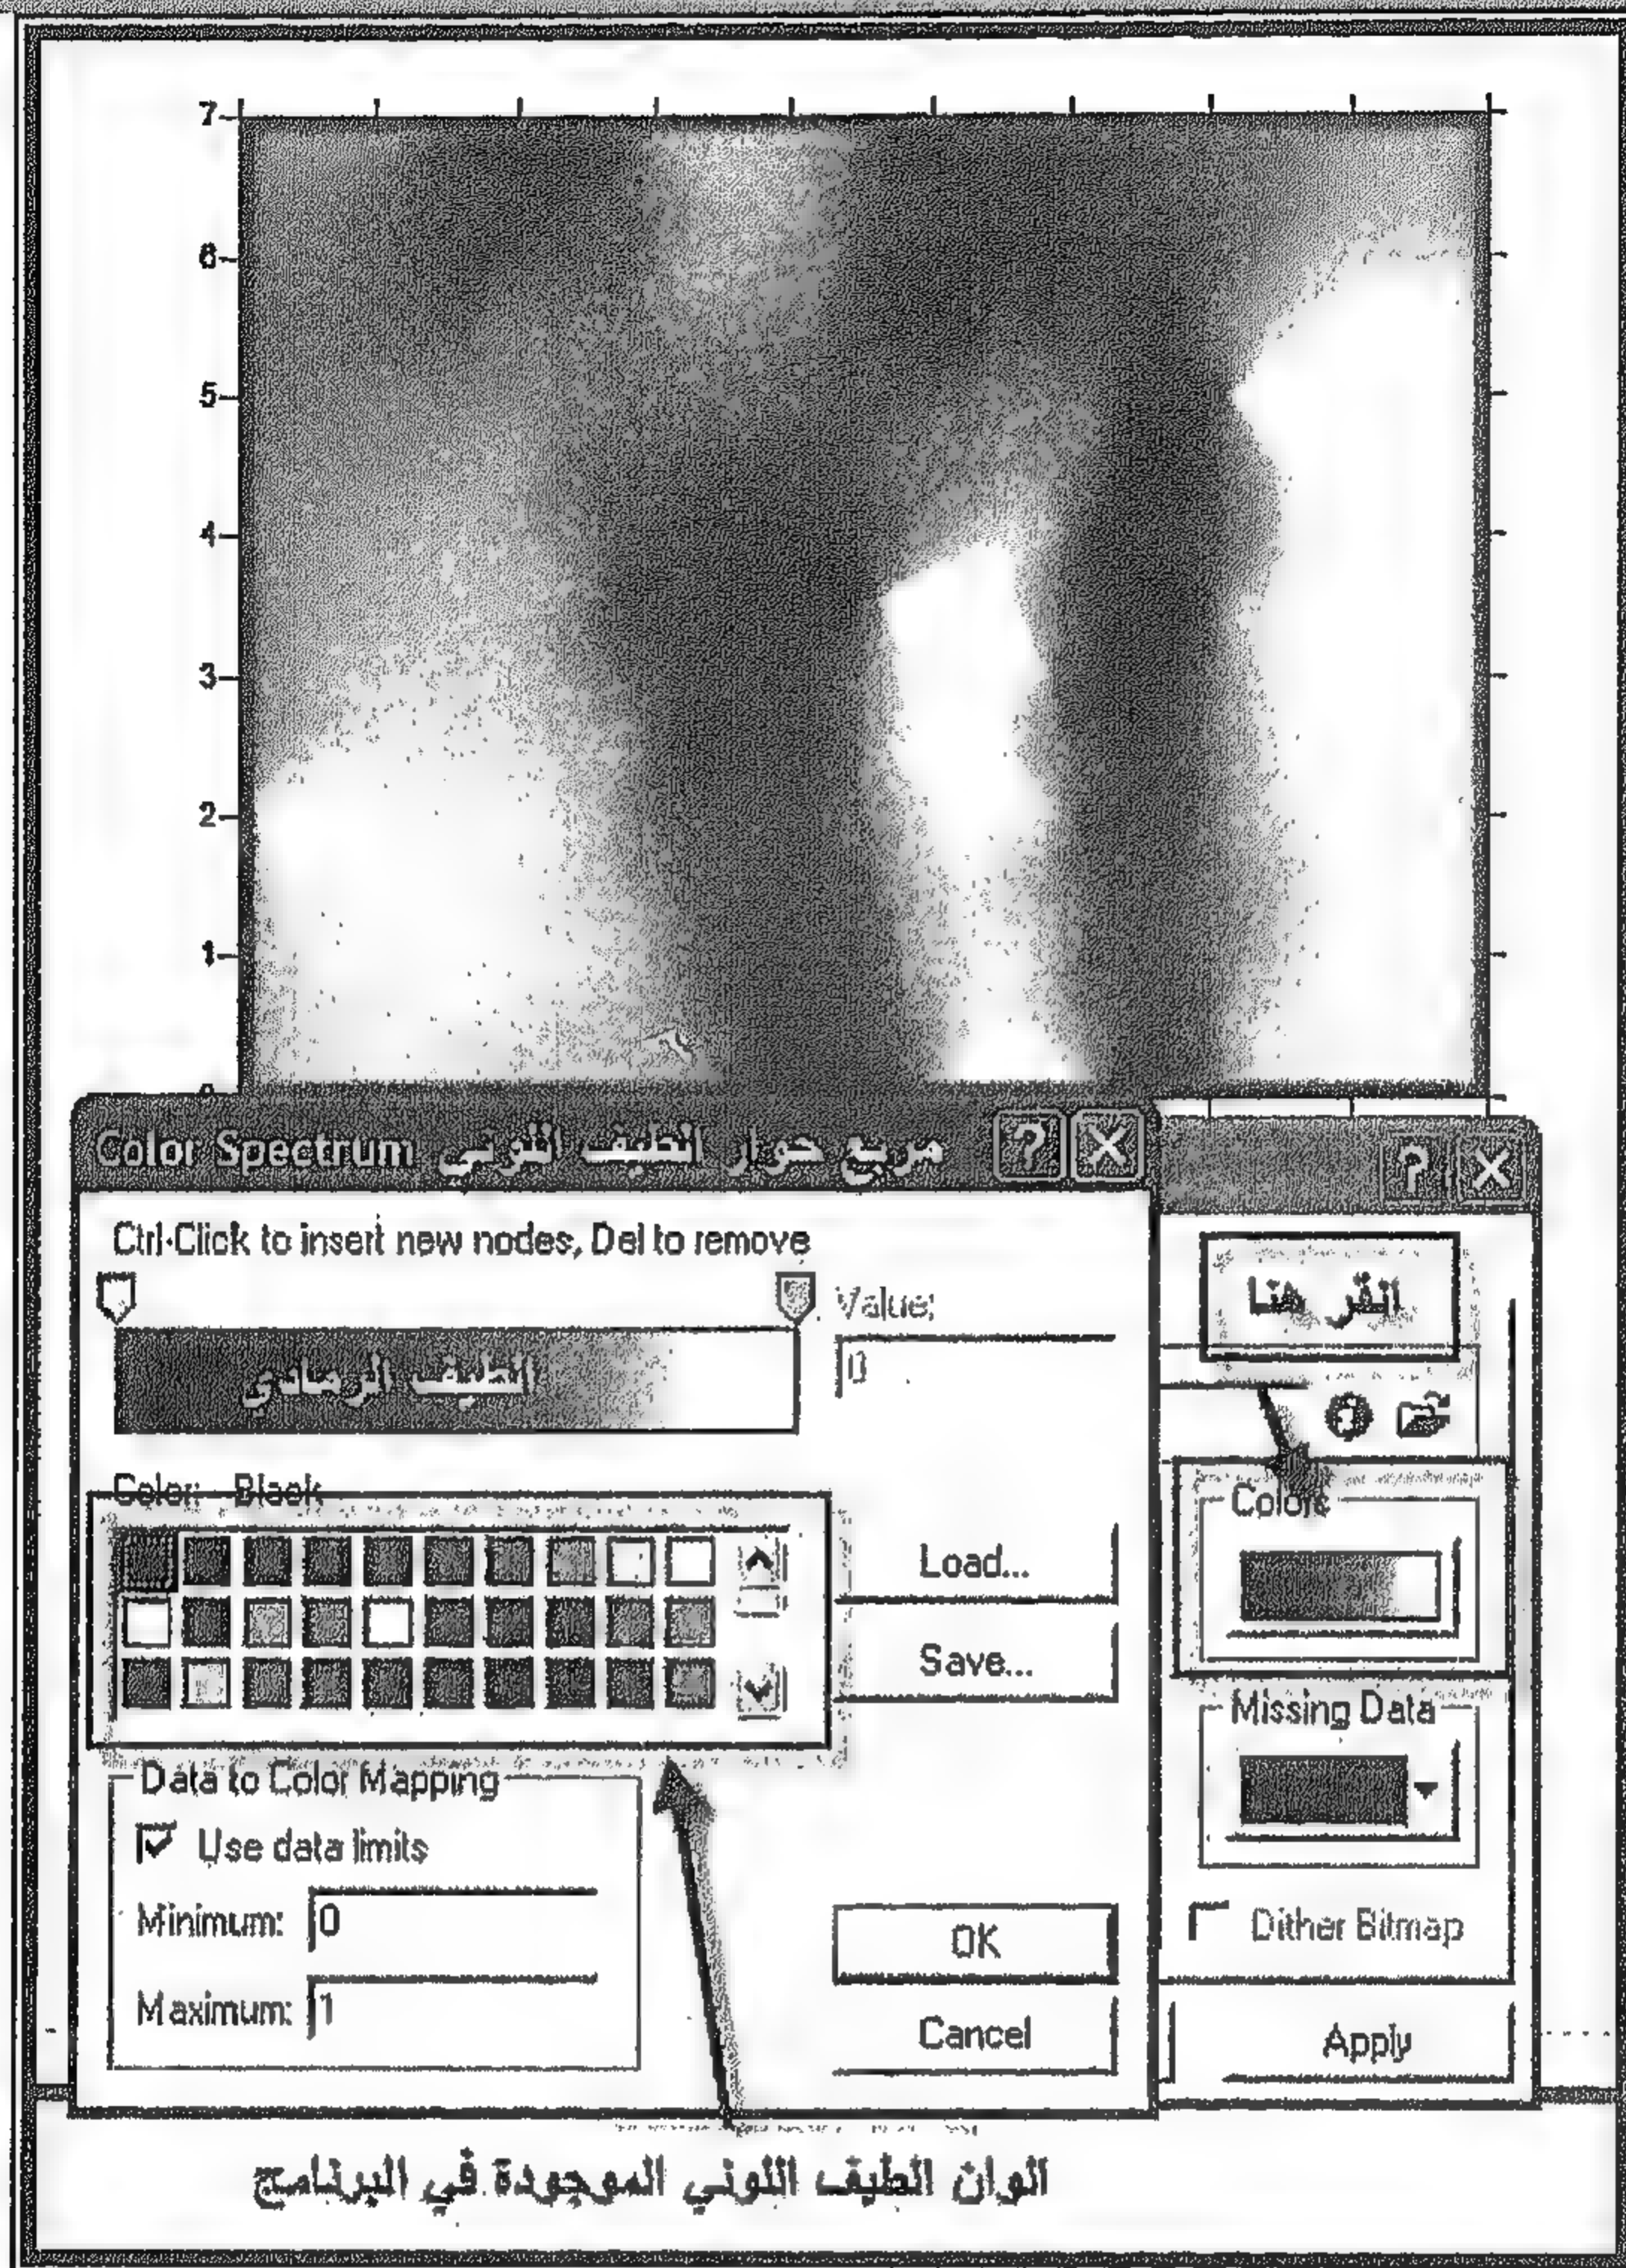 7
6
5
4
3
2
1
0
Color Spectrum مربع حوار الطيف اللوني
Ctrl-Click to insert new nodes, Del to remove
Value:
0
الطيف الرمادي
انقر هنا
Color: Black
Colors
Load...
Save...
Missing Data
Data to Color Mapping
Use data limits
Minimum: 0
Maximum: 1
Dither Bitmap
OK
Cancel
Apply
الوان الطيف اللوني الموجودة في البرنامج